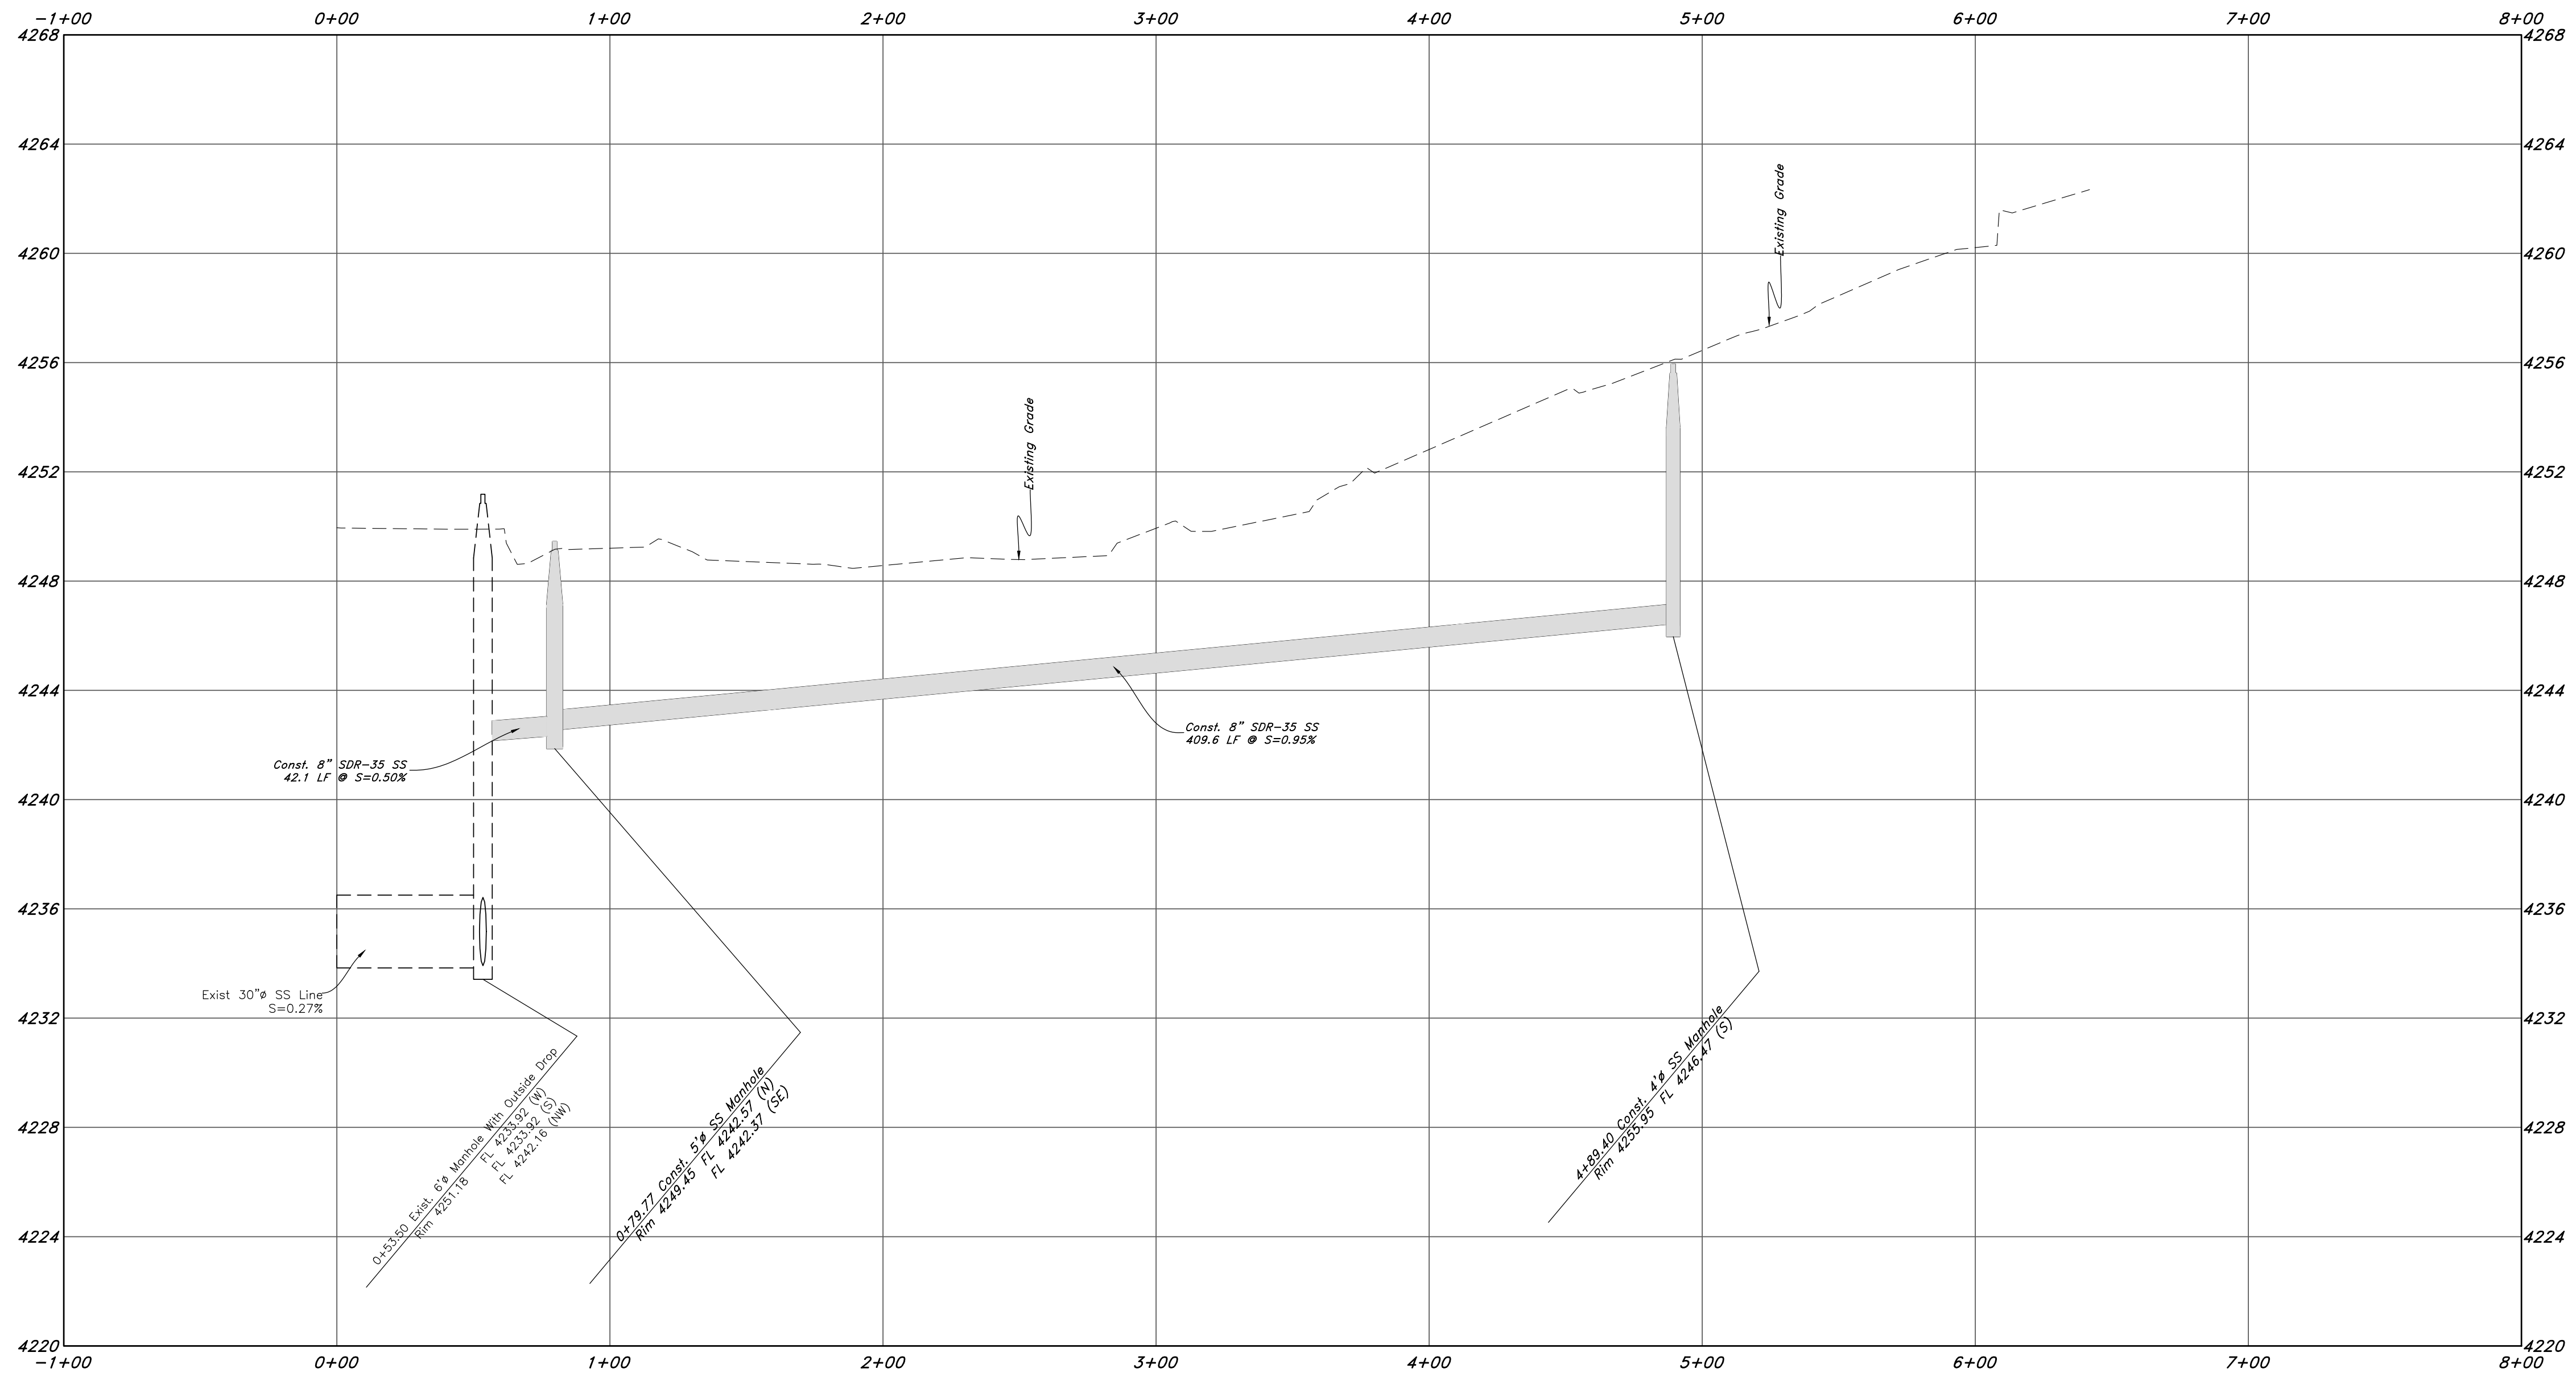 -1+00 0+00 1+00 2+00 3+00 4+00 5+00 6+00 7+00 8+00
4268 4268
4264 4264
4260 4260
4256 4256
4252 4252
4248 4248
4244 4244
4240 4240
4236 4236
4232 4232
4228 4228
4224 4224
4220 4220
-1+00 0+00 1+00 2+00 3+00 4+00 5+00 6+00 7+00 8+00
Existing Grade
Existing Grade
Const. 8" SDR-35 SS
42.1 LF @ S=0.50%
Const. 8" SDR-35 SS
409.6 LF @ S=0.95%
Exist 30"ø SS Line
S=0.27%
0+53.50 Exist. 6'ø Manhole With Outside Drop
Rim 4251.18 FL 4233.92 (W)
FL 4233.92 (S)
FL 4242.16 (NW)
0+79.77 Const. 5'ø SS Manhole
Rim 4249.45 FL 4242.57 (N)
FL 4242.37 (SE)
4+89.40 Const. 4'ø SS Manhole
Rim 4255.95 FL 4246.47 (S)